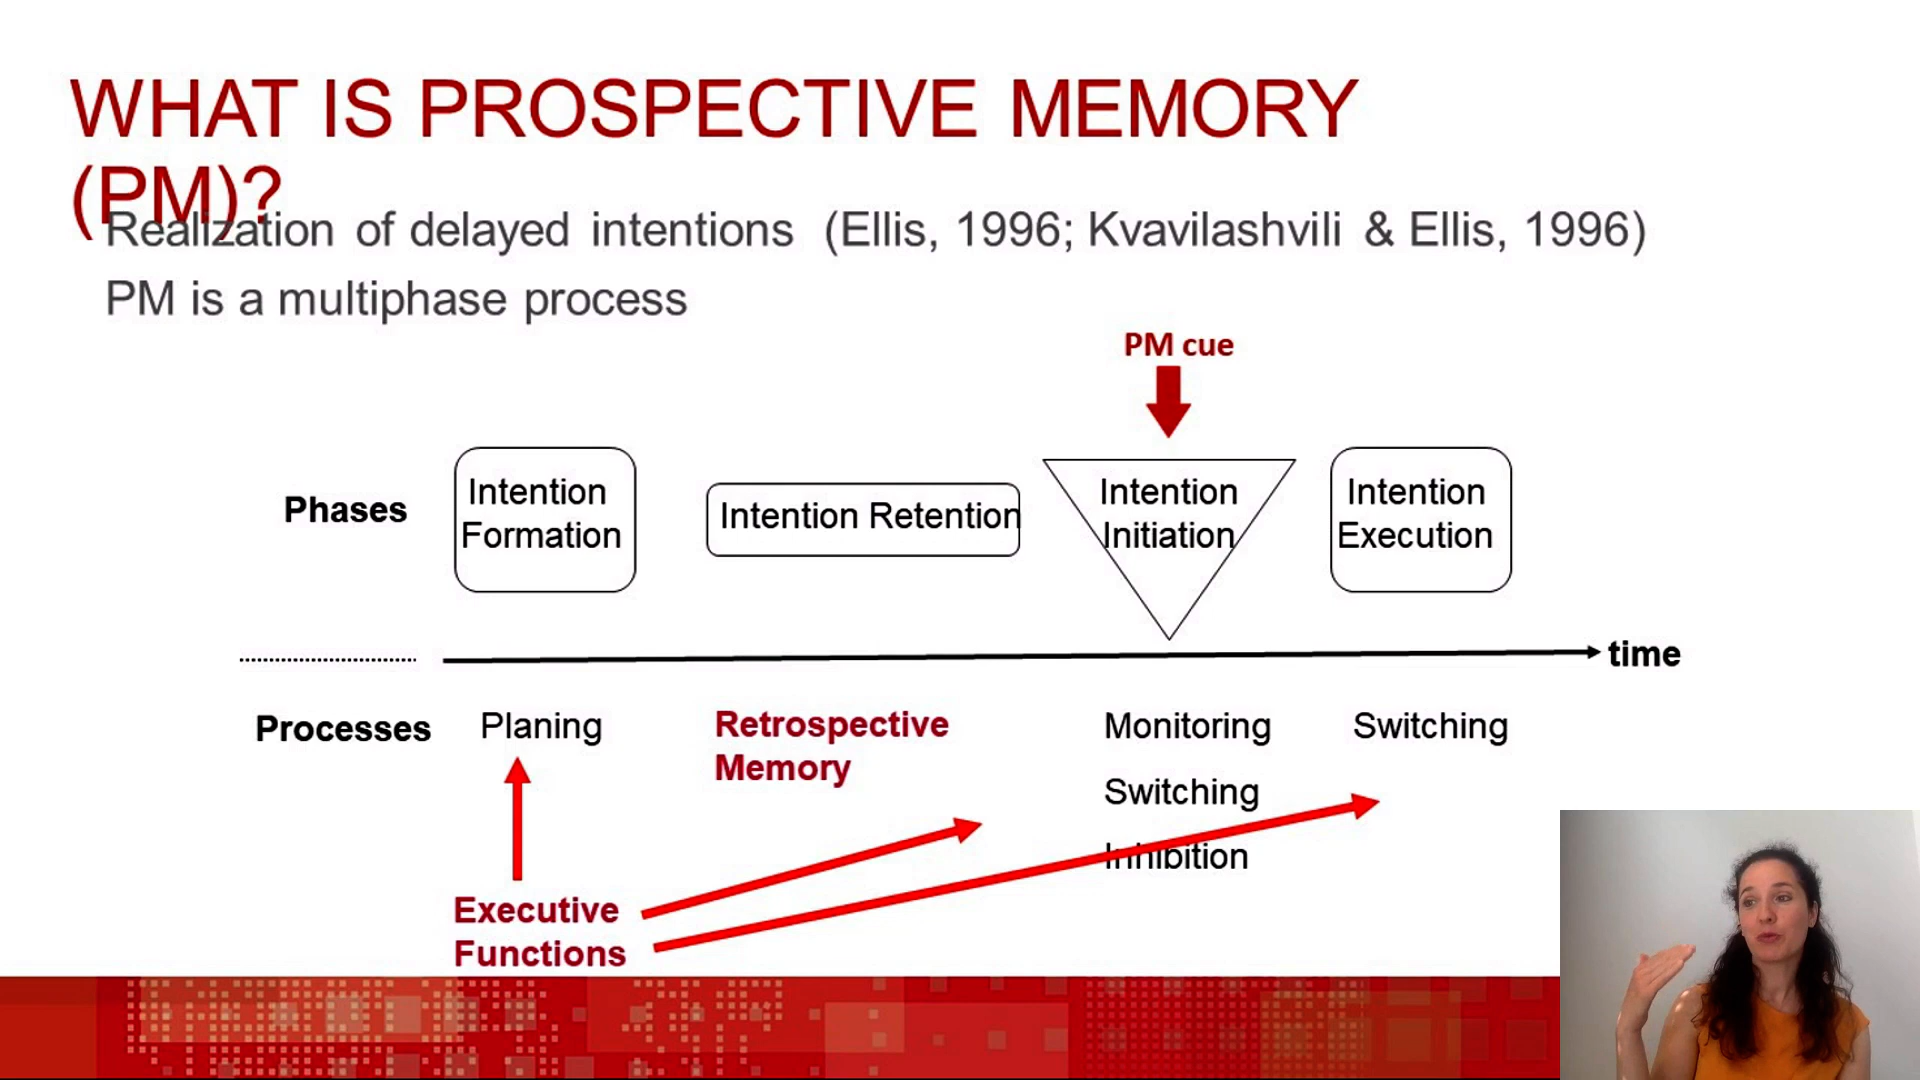 WHAT IS PROSPECTIVE MEMORY
(PM)?
Realization of delayed intentions (Ellis, 1996; Kvavilashvili & Ellis, 1996)
PM is a multiphase process
PM cue
Phases
Intention
Formation
Intention Retention
Intention
Initiation
Intention
Execution
time
Processes
Planing
Retrospective
Memory
Monitoring
Switching
Inhibition
Switching
Executive
Functions